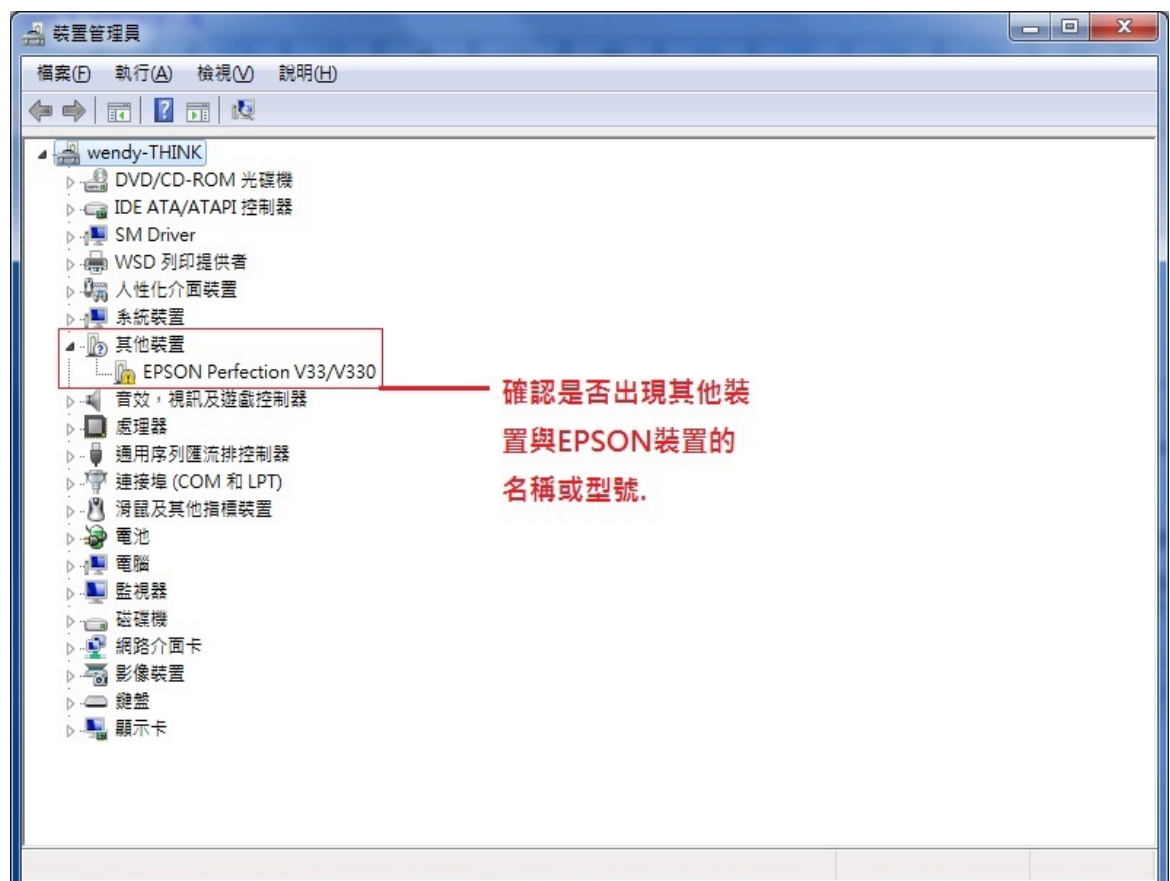 裝置管理員
檔案(F) 執行(A) 檢視(V) 說明(H)
wendy-THINK
DVD/CD-ROM 光碟機
IDE ATA/ATAPI 控制器
SM Driver
WSD 列印提供者
人性化介面裝置
系統裝置
其他裝置
EPSON Perfection V33/V330
音效，視訊及遊戲控制器
處理器
通用序列匯流排控制器
連接埠 (COM 和 LPT)
滑鼠及其他指標裝置
電池
電腦
監視器
磁碟機
網路介面卡
影像裝置
鍵盤
顯示卡
確認是否出現其他裝
置與EPSON裝置的
名稱或型號.